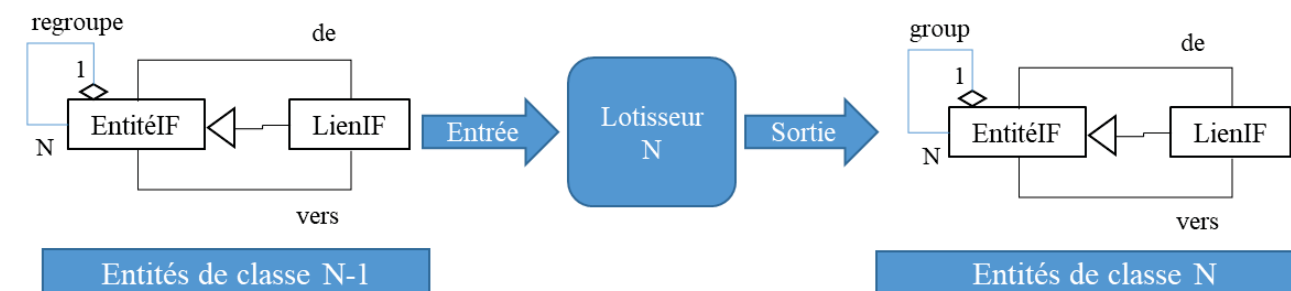 regroupe
de
1
EntitéIF
LienIF
N
vers
Entités de classe N-1
Entrée
Lotisseur
N
Sortie
group
de
1
EntitéIF
LienIF
N
vers
Entités de classe N